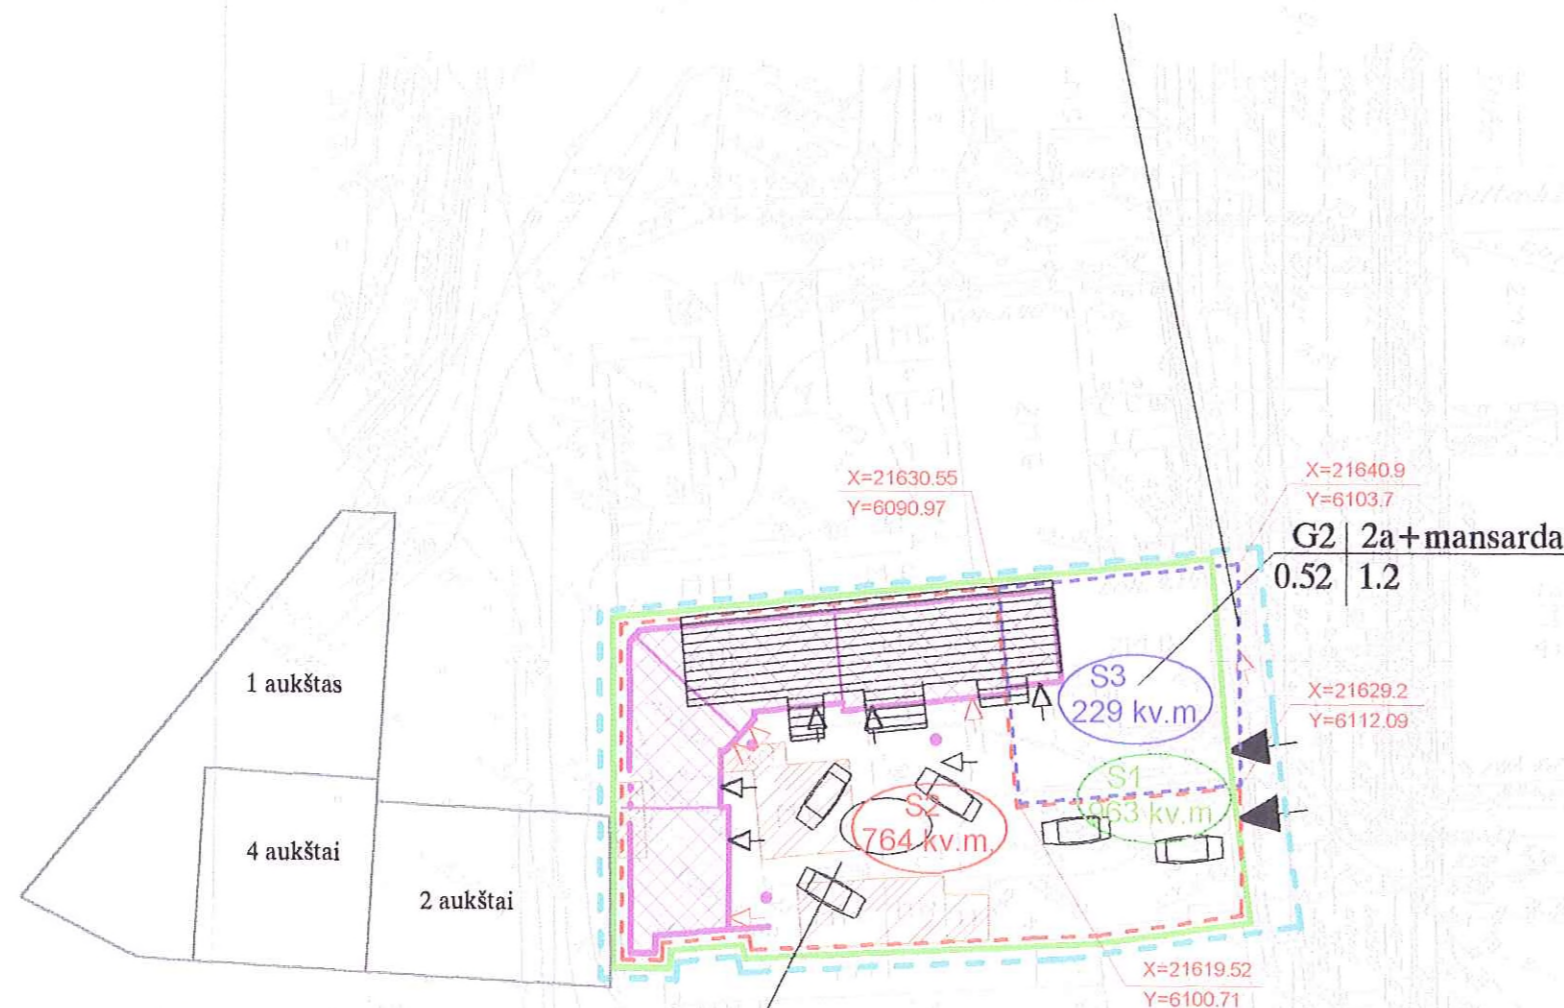 X=21630.55
Y=6090.97
X=21640.9
Y=6103.7
G2 2a+mansarda
0.52 1.2
1 aukštas
S3
229 kv.m.
X=21629.2
Y=6112.09
S1
963 kv.m.
S2
764 kv.m.
4 aukštai
2 aukštai
X=21619.52
Y=6100.71